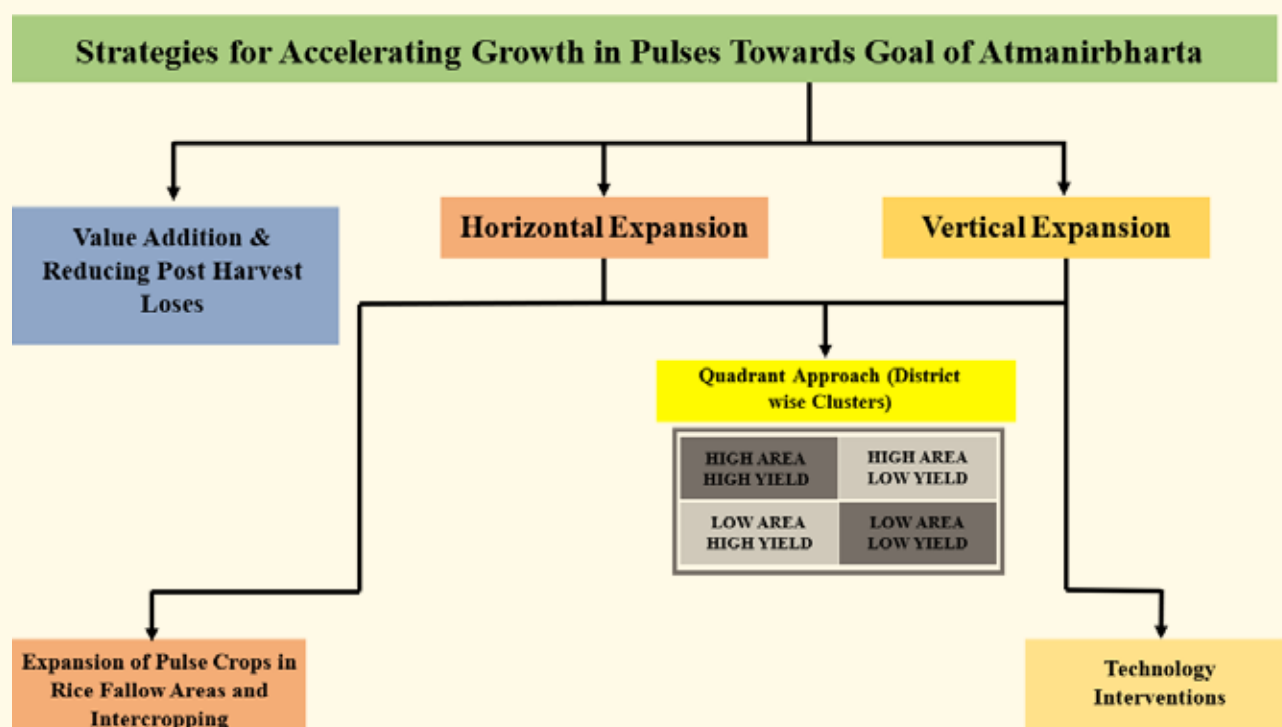 Strategies for Accelerating Growth in Pulses Towards Goal of Atmanirbharta
Value Addition &
Reducing Post Harvest
Loses
Horizontal Expansion
Vertical Expansion
Quadrant Approach (District
wise Clusters)
HIGH AREA
HIGH YIELD
HIGH AREA
LOW YIELD
LOW AREA
HIGH YIELD
LOW AREA
LOW YIELD
Expansion of Pulse Crops in
Rice Fallow Areas and
Intercropping
Technology
Interventions